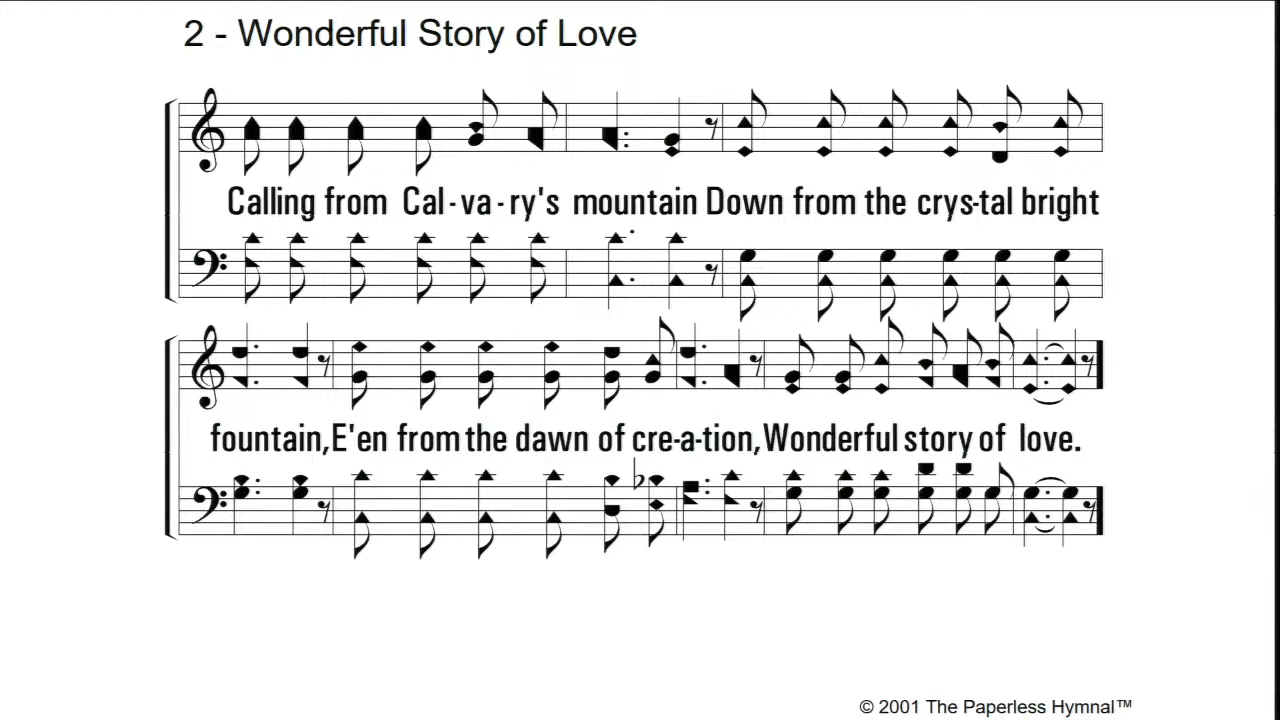 2 - Wonderful Story of Love
Calling from Cal-va-ry's mountain Down from the crys-tal bright
fountain, E'en from the dawn of cre-a-tion, Wonderful story of love.
© 2001 The Paperless Hymnal™